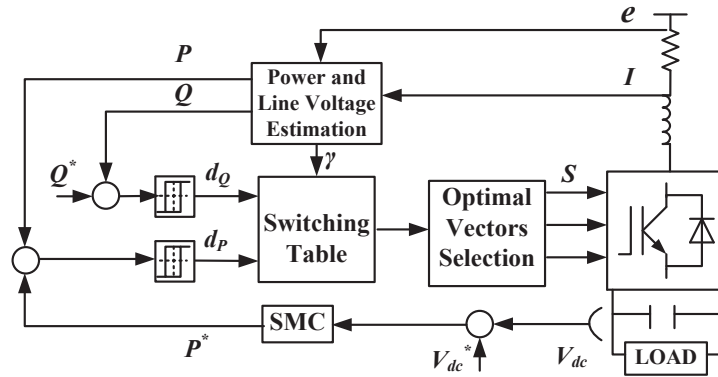 e
P
Power and
Line Voltage
Estimation
I
Q
γ
Q*
d_Q
Switching
Table
Optimal
Vectors
Selection
S
d_P
SMC
P*
V_dc*
V_dc
LOAD